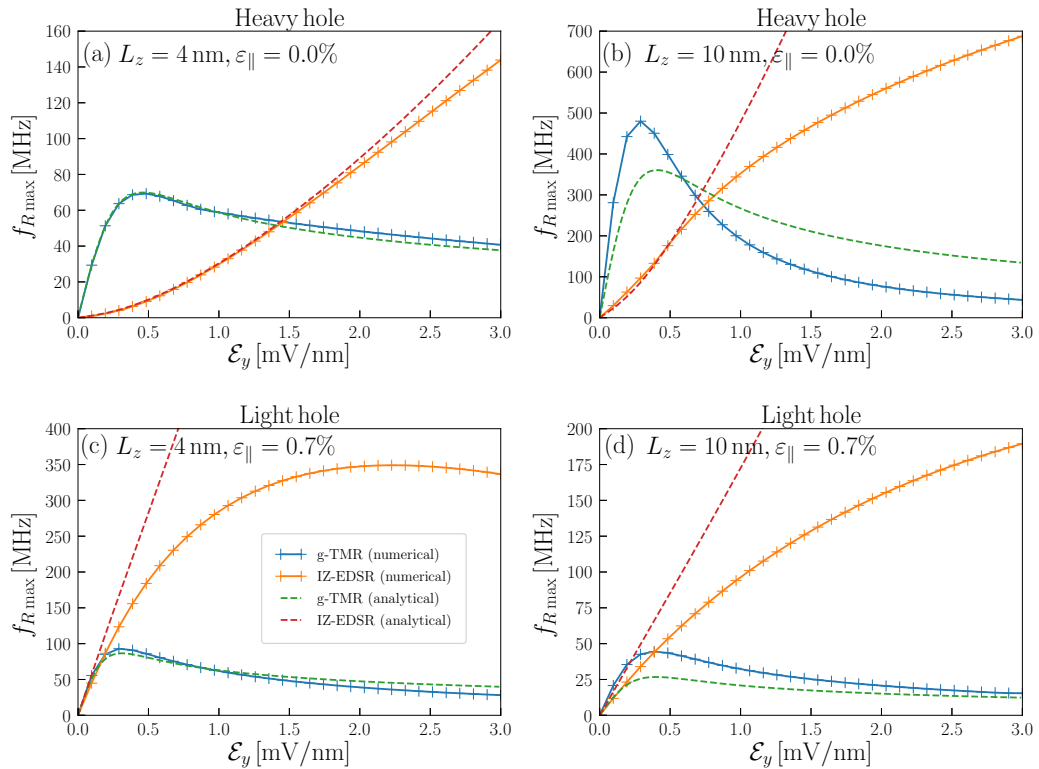 Heavy hole
(a) L_z = 4 nm, ε_∥ = 0.0%
f_{R max} [MHz]
160
140
120
100
80
60
40
20
0
0.0 0.5 1.0 1.5 2.0 2.5 3.0
ℰ_y [mV/nm]
Heavy hole
(b) L_z = 10 nm, ε_∥ = 0.0%
f_{R max} [MHz]
700
600
500
400
300
200
100
0
0.0 0.5 1.0 1.5 2.0 2.5 3.0
ℰ_y [mV/nm]
Light hole
(c) L_z = 4 nm, ε_∥ = 0.7%
f_{R max} [MHz]
400
350
300
250
200
150
100
50
0
g-TMR (numerical)
IZ-EDSR (numerical)
g-TMR (analytical)
IZ-EDSR (analytical)
0.0 0.5 1.0 1.5 2.0 2.5 3.0
ℰ_y [mV/nm]
Light hole
(d) L_z = 10 nm, ε_∥ = 0.7%
f_{R max} [MHz]
200
175
150
125
100
75
50
25
0
0.0 0.5 1.0 1.5 2.0 2.5 3.0
ℰ_y [mV/nm]